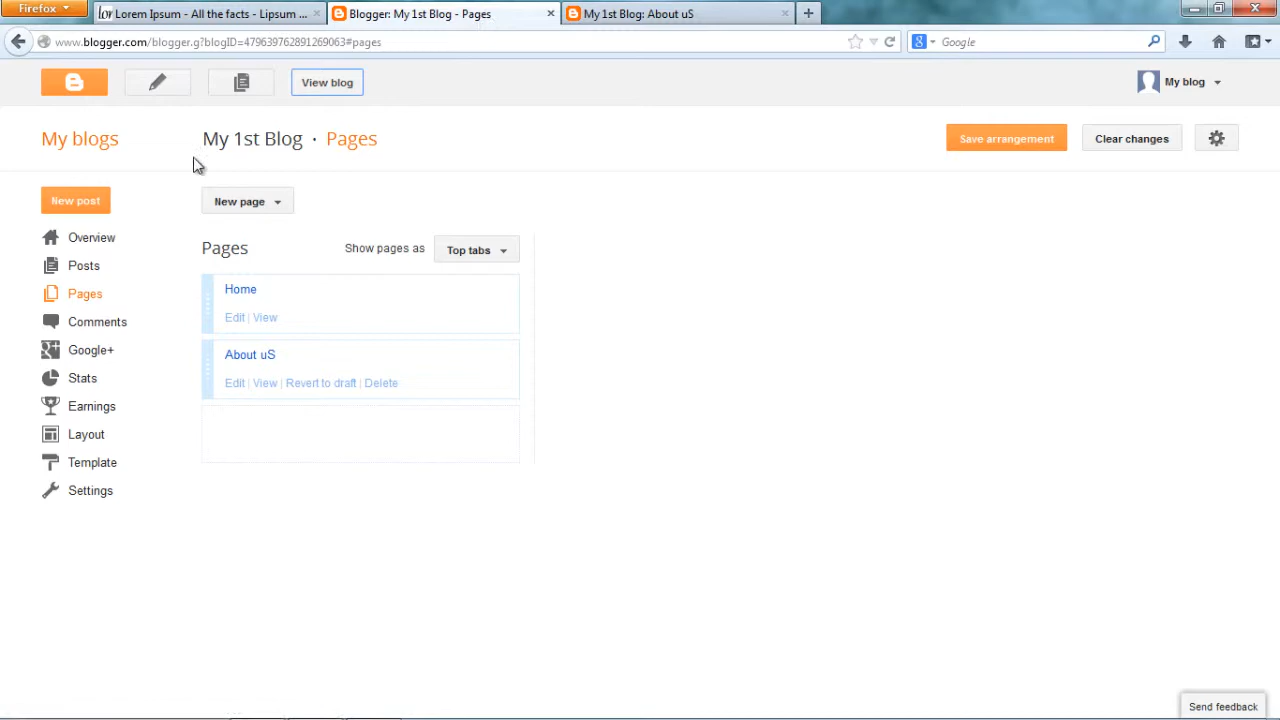 Firefox
Lorem Ipsum - All the facts - Lipsum ...
Blogger: My 1st Blog - Pages
My 1st Blog: About uS
www.blogger.com/blogger.g?blogID=479639762891269063#pages
Google
View blog
My blog
My blogs
My 1st Blog · Pages
Save arrangement
Clear changes
New post
New page
Overview
Pages
Show pages as
Top tabs
Posts
Home
Pages
Edit | View
Comments
Google+
About uS
Stats
Edit | View | Revert to draft | Delete
Earnings
Layout
Template
Settings
Send feedback